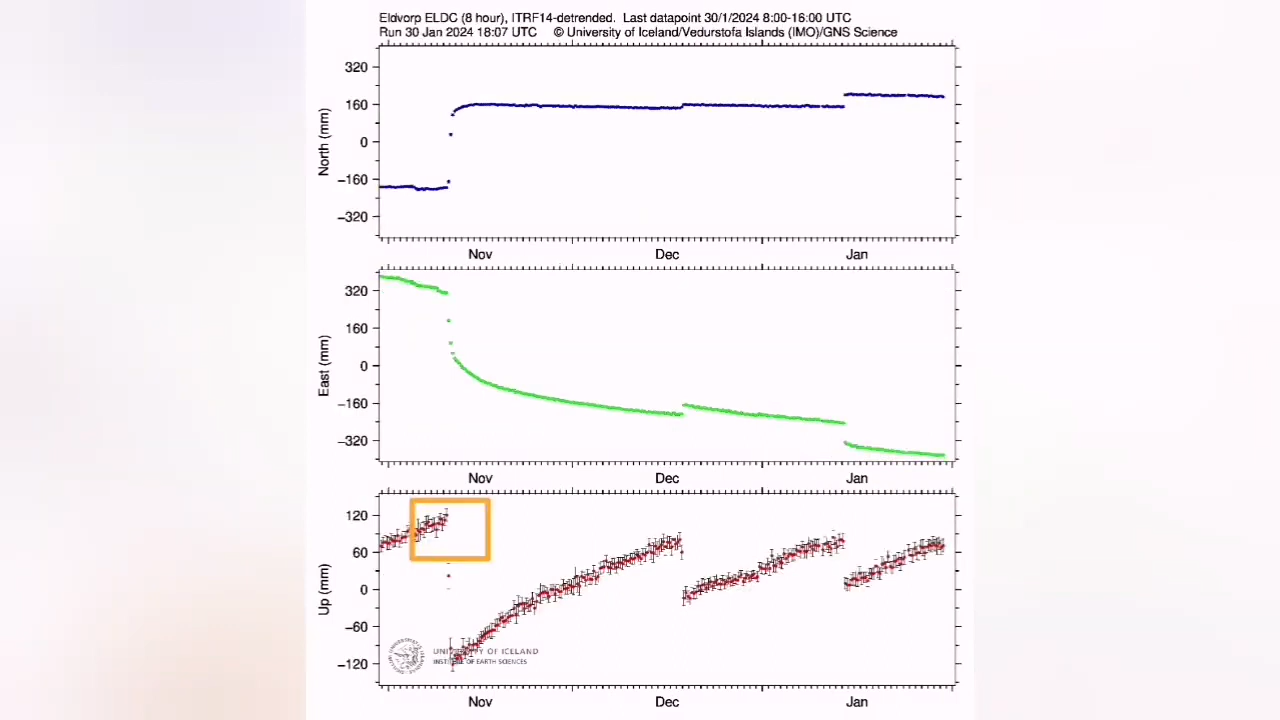 Eldvorp ELDC (8 hour), ITRF14-detrended. Last datapoint 30/1/2024 8:00-16:00 UTC
Run 30 Jan 2024 18:07 UTC © University of Iceland/Vedurstofa Islands (IMO)/GNS Science
320
160
0
−160
−320
North (mm)
Nov Dec Jan
320
160
0
−160
−320
East (mm)
Nov Dec Jan
120
60
0
−60
−120
Up (mm)
UNIVERSITY OF ICELAND
INSTITUTE OF EARTH SCIENCES
Nov Dec Jan